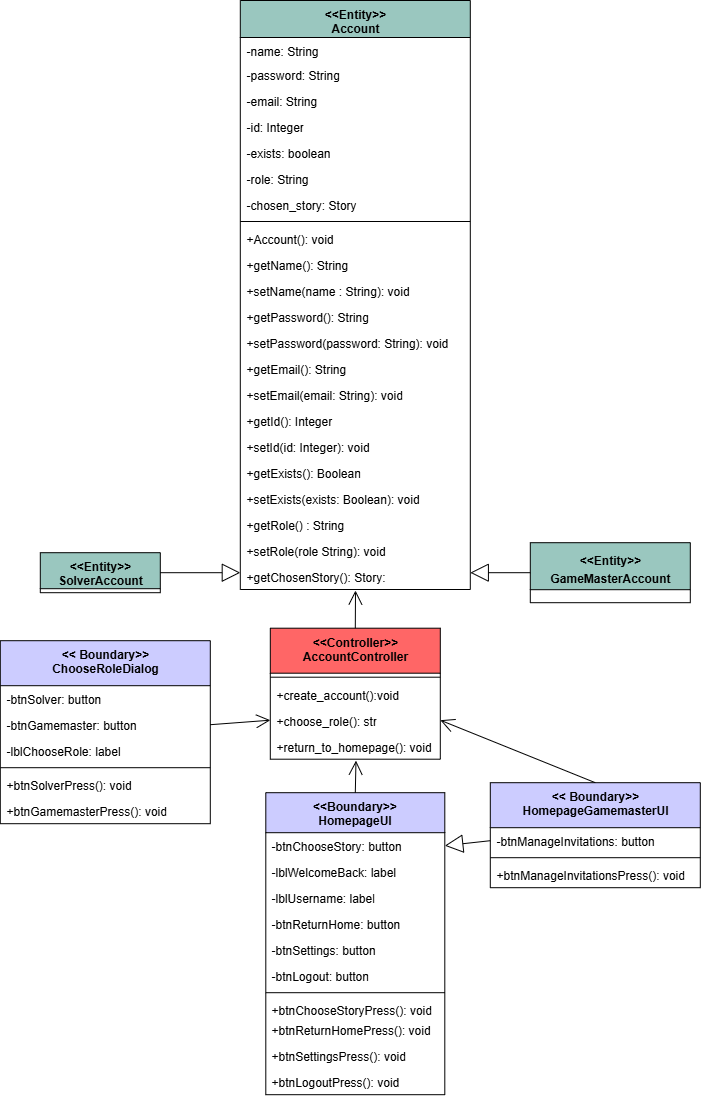 <<Entity>>
Account
-name: String
-password: String
-email: String
-id: Integer
-exists: boolean
-role: String
-chosen_story: Story
+Account(): void
+getName(): String
+setName(name : String): void
+getPassword(): String
+setPassword(password: String): void
+getEmail(): String
+setEmail(email: String): void
+getId(): Integer
+setId(id: Integer): void
+getExists(): Boolean
+setExists(exists: Boolean): void
+getRole() : String
+setRole(role String): void
+getChosenStory(): Story:
<<Entity>>
SolverAccount
<<Entity>>
GameMasterAccount
<<Controller>>
AccountController
+create_account():void
+choose_role(): str
+return_to_homepage(): void
<< Boundary>>
ChooseRoleDialog
-btnSolver: button
-btnGamemaster: button
-lblChooseRole: label
+btnSolverPress(): void
+btnGamemasterPress(): void
<<Boundary>>
HomepageUI
-btnChooseStory: button
-lblWelcomeBack: label
-lblUsername: label
-btnReturnHome: button
-btnSettings: button
-btnLogout: button
+btnChooseStoryPress(): void
+btnReturnHomePress(): void
+btnSettingsPress(): void
+btnLogoutPress(): void
<< Boundary>>
HomepageGamemasterUI
-btnManageInvitations: button
+btnManageInvitationsPress(): void